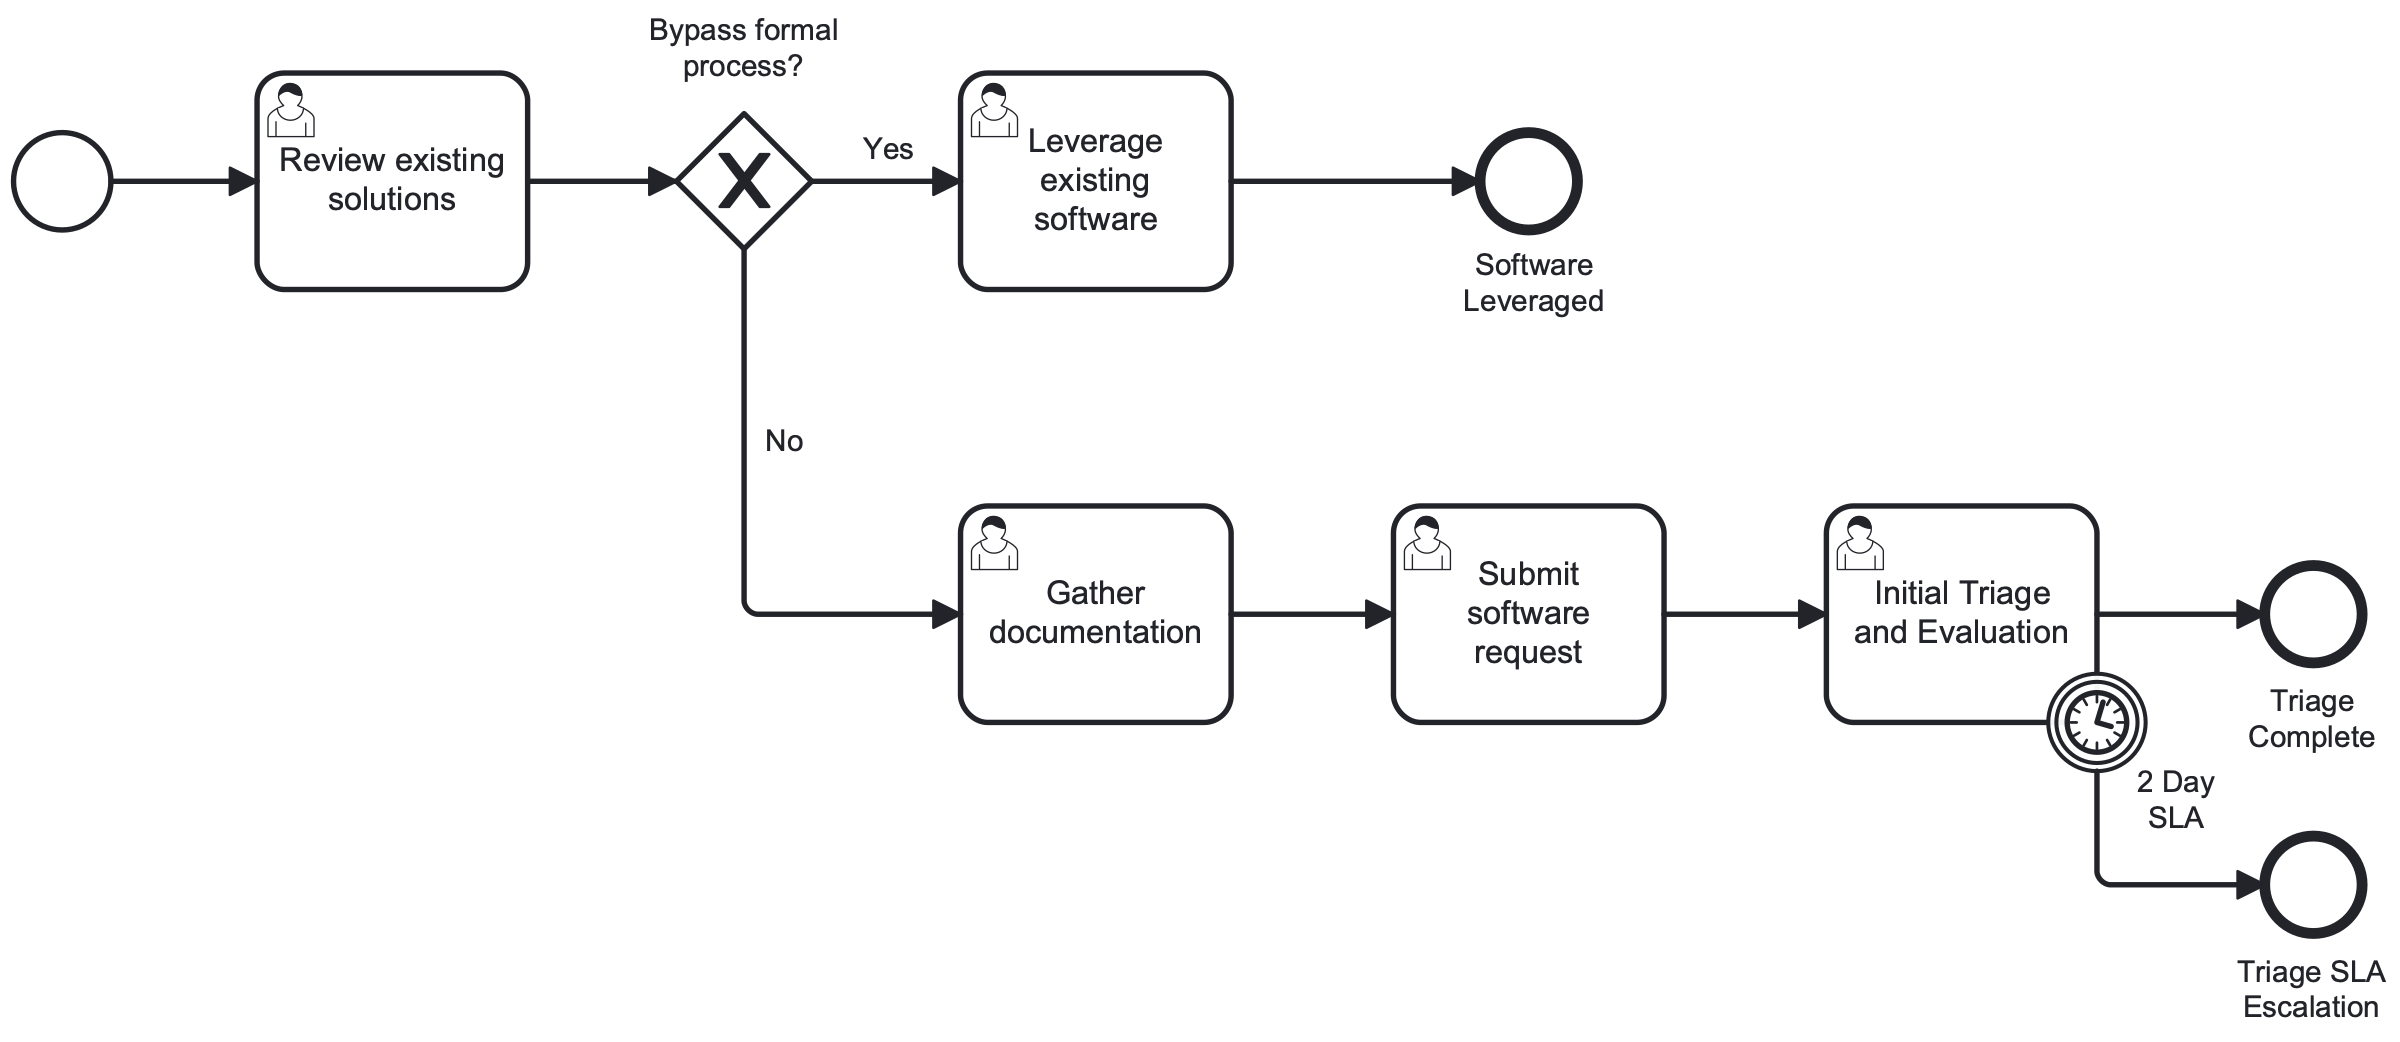 Bypass formal
process?
Review existing
solutions
Yes
Leverage
existing
software
Software
Leveraged
No
Gather
documentation
Submit
software
request
Initial Triage
and Evaluation
Triage
Complete
2 Day
SLA
Triage SLA
Escalation